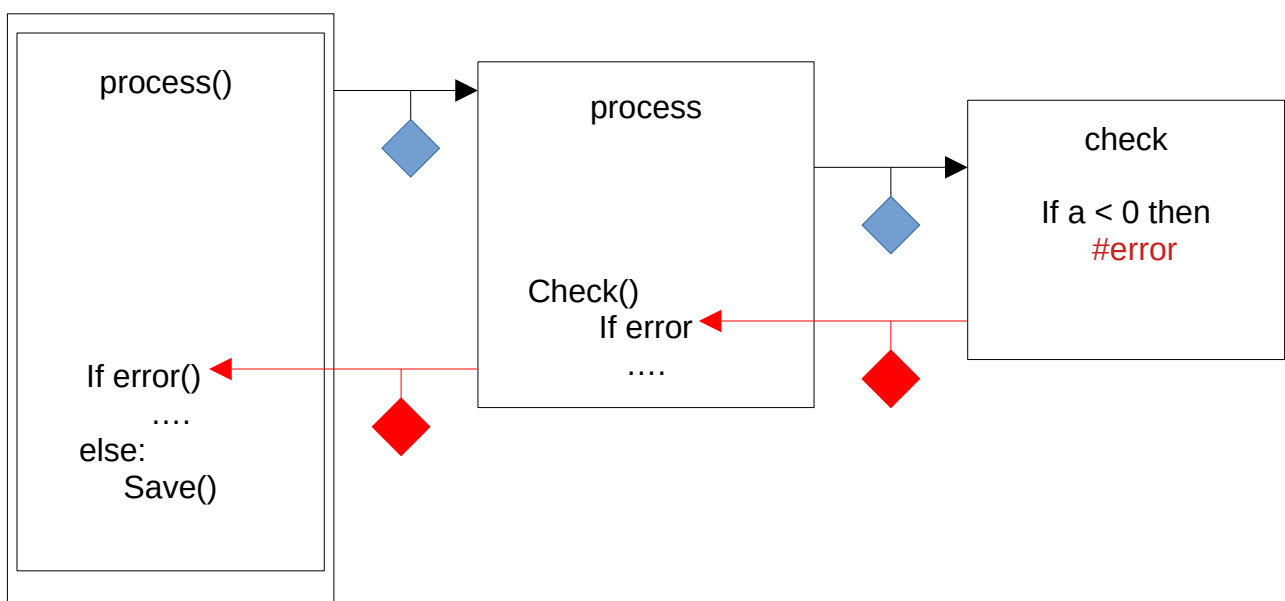 process()
If error()
....
else:
Save()
process
Check()
If error
....
check
If a < 0 then
#error